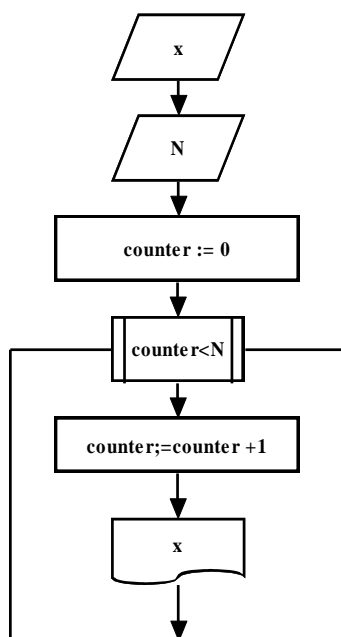 x
N
counter := 0
counter<N
counter;=counter +1
x